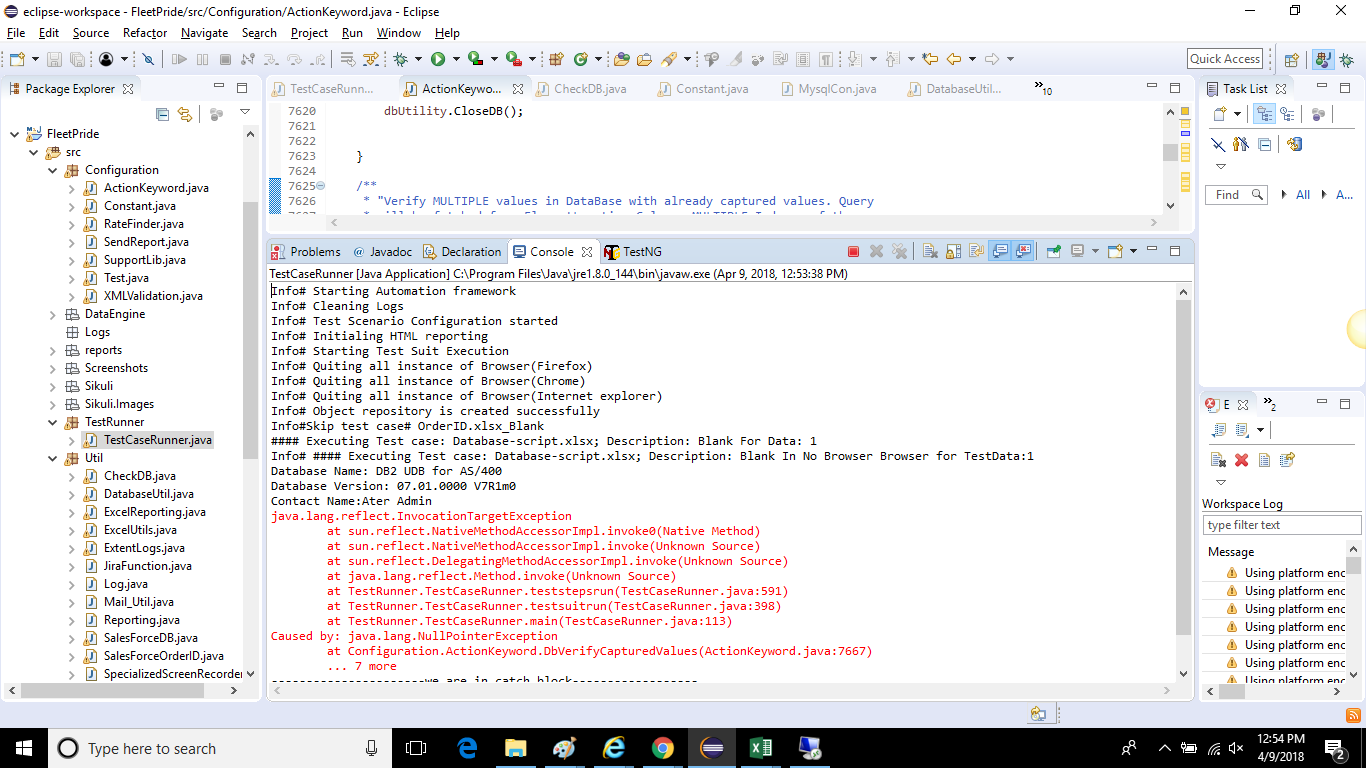 eclipse-workspace - FleetPride/src/Configuration/ActionKeyword.java - Eclipse
File Edit Source Refactor Navigate Search Project Run Window Help
Quick Access
Package Explorer
TestCaseRunn...
ActionKeywo...
CheckDB.java
Constant.java
MysqlCon.java
DatabaseUtil...
10
Task List
FleetPride
src
Configuration
ActionKeyword.java
Constant.java
RateFinder.java
SendReport.java
SupportLib.java
Test.java
XMLValidation.java
DataEngine
Logs
reports
Screenshots
Sikuli
Sikuli.Images
TestRunner
TestCaseRunner.java
Util
CheckDB.java
DatabaseUtil.java
ExcelReporting.java
ExcelUtils.java
ExtentLogs.java
JiraFunction.java
Log.java
Mail_Util.java
Reporting.java
SalesForceDB.java
SalesForceOrderID.java
SpecializedScreenRecorder
7620 dbUtility.CloseDB();
7621
7622
7623 }
7624
7625 /**
7626 * "Verify MULTIPLE values in DataBase with already captured values. Query
Find All A...
Problems Javadoc Declaration Console TestNG
TestCaseRunner [Java Application] C:\Program Files\Java\jre1.8.0_144\bin\javaw.exe (Apr 9, 2018, 12:53:38 PM)
Info# Starting Automation framework
Info# Cleaning Logs
Info# Test Scenario Configuration started
Info# Initialing HTML reporting
Info# Starting Test Suit Execution
Info# Quiting all instance of Browser(Firefox)
Info# Quiting all instance of Browser(Chrome)
Info# Quiting all instance of Browser(Internet explorer)
Info# Object repository is created successfully
Info#Skip test case# OrderID.xlsx_Blank
#### Executing Test case: Database-script.xlsx; Description: Blank For Data: 1
Info# #### Executing Test case: Database-script.xlsx; Description: Blank In No Browser Browser for TestData:1
Database Name: DB2 UDB for AS/400
Database Version: 07.01.0000 V7R1m0
Contact Name:Ater Admin
java.lang.reflect.InvocationTargetException
at sun.reflect.NativeMethodAccessorImpl.invoke0(Native Method)
at sun.reflect.NativeMethodAccessorImpl.invoke(Unknown Source)
at sun.reflect.DelegatingMethodAccessorImpl.invoke(Unknown Source)
at java.lang.reflect.Method.invoke(Unknown Source)
at TestRunner.TestCaseRunner.teststepsrun(TestCaseRunner.java:591)
at TestRunner.TestCaseRunner.testsuitrun(TestCaseRunner.java:398)
at TestRunner.TestCaseRunner.main(TestCaseRunner.java:113)
Caused by: java.lang.NullPointerException
at Configuration.ActionKeyword.DbVerifyCapturedValues(ActionKeyword.java:7667)
... 7 more
----------------------we are in catch block------------------
E
2
Workspace Log
type filter text
Message
Using platform enc
Using platform enc
Using platform enc
Using platform enc
Using platform enc
Using platform enc
Using platform enc
Type here to search
12:54 PM
4/9/2018
2